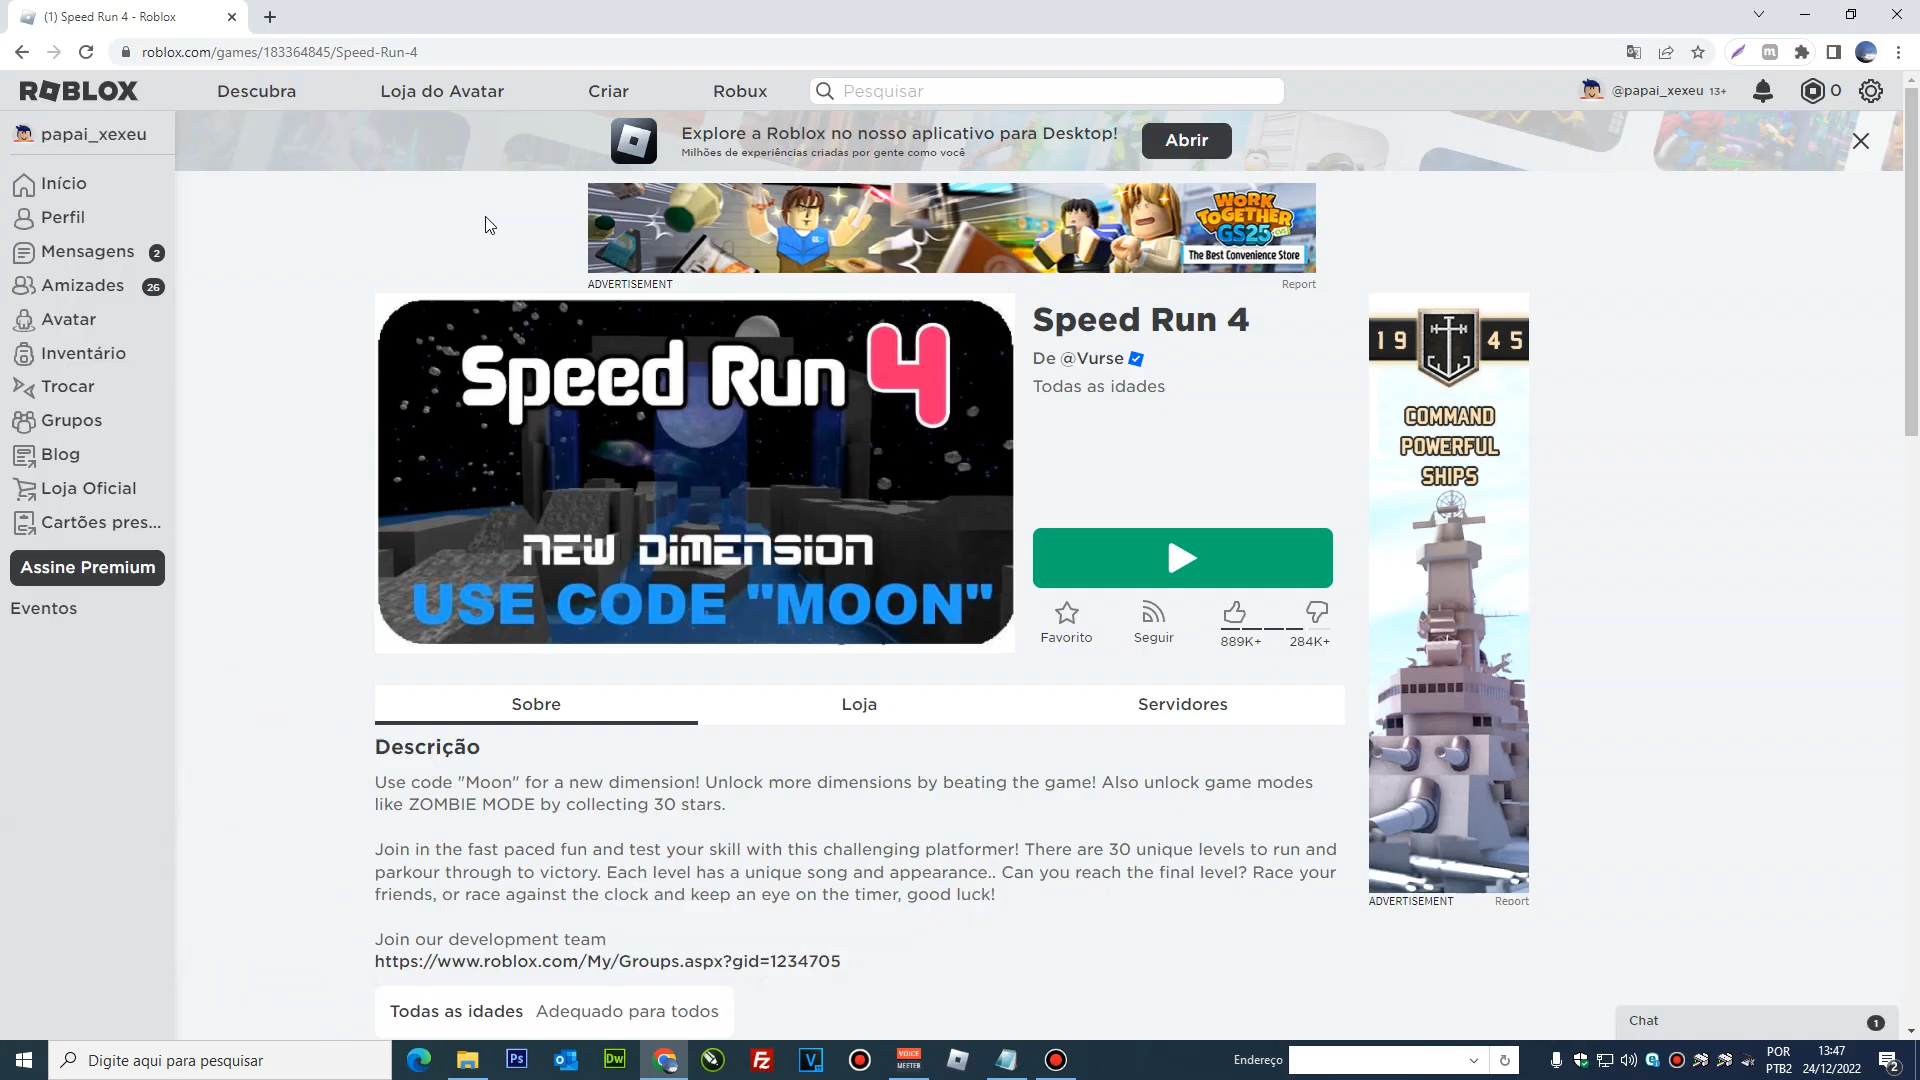 (1) Speed Run 4 - Roblox
roblox.com/games/183364845/Speed-Run-4
ROBLOX
Descubra
Loja do Avatar
Criar
Robux
Pesquisar
@papai_xexeu 13+
0
papai_xexeu
Início
Perfil
Mensagens 2
Amizades 26
Avatar
Inventário
Trocar
Grupos
Blog
Loja Oficial
Cartões pres...
Assine Premium
Eventos
Explore a Roblox no nosso aplicativo para Desktop!
Milhões de experiências criadas por gente como você
Abrir
WORK
TOGETHER
GS25
The Best Convenience Store
ADVERTISEMENT
Report
Speed Run 4
NEW DIMENSION
USE CODE "MOON"
Speed Run 4
De @Vurse
Todas as idades
Favorito
Seguir
889K+
284K+
1945
COMMAND
POWERFUL
SHIPS
ADVERTISEMENT
Report
Sobre
Loja
Servidores
Descrição
Use code "Moon" for a new dimension! Unlock more dimensions by beating the game! Also unlock game modes
like ZOMBIE MODE by collecting 30 stars.
Join in the fast paced fun and test your skill with this challenging platformer! There are 30 unique levels to run and
parkour through to victory. Each level has a unique song and appearance.. Can you reach the final level? Race your
friends, or race against the clock and keep an eye on the timer, good luck!
Join our development team
https://www.roblox.com/My/Groups.aspx?gid=1234705
Todas as idades Adequado para todos
Chat
1
Digite aqui para pesquisar
Ps
Dw
Fz
V
VOICE
MEETER
Endereço
POR
PTB2
13:47
24/12/2022
2